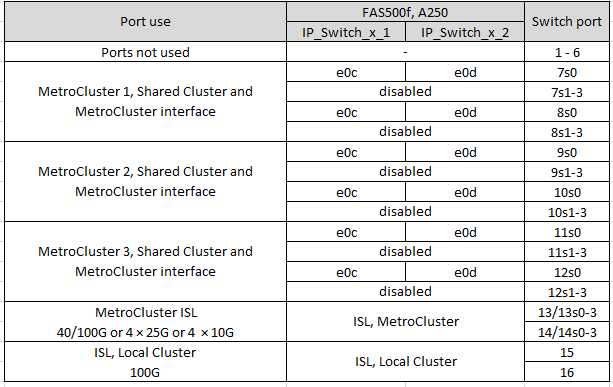 Port use FAS500f, A250 Switch port
IP_Switch_x_1 IP_Switch_x_2
Ports not used - 1 - 6
MetroCluster 1, Shared Cluster and
MetroCluster interface
e0c e0d 7s0
disabled 7s1-3
e0c e0d 8s0
disabled 8s1-3
MetroCluster 2, Shared Cluster and
MetroCluster interface
e0c e0d 9s0
disabled 9s1-3
e0c e0d 10s0
disabled 10s1-3
MetroCluster 3, Shared Cluster and
MetroCluster interface
e0c e0d 11s0
disabled 11s1-3
e0c e0d 12s0
disabled 12s1-3
MetroCluster ISL
40/100G or 4 × 25G or 4 × 10G
ISL, MetroCluster
13/13s0-3
14/14s0-3
ISL, Local Cluster
100G
ISL, Local Cluster
15
16